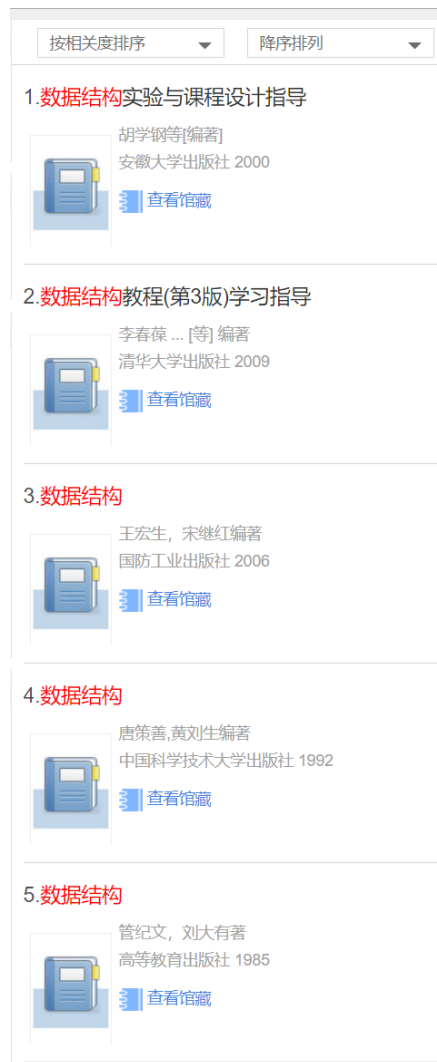 按相关度排序 降序排列
1.数据结构实验与课程设计指导
胡学钢等[编著]
安徽大学出版社 2000
查看馆藏
2.数据结构教程(第3版)学习指导
李春葆 ... [等] 编著
清华大学出版社 2009
查看馆藏
3.数据结构
王宏生，宋继红编著
国防工业出版社 2006
查看馆藏
4.数据结构
唐策善,黄刘生编著
中国科学技术大学出版社 1992
查看馆藏
5.数据结构
管纪文，刘大有著
高等教育出版社 1985
查看馆藏